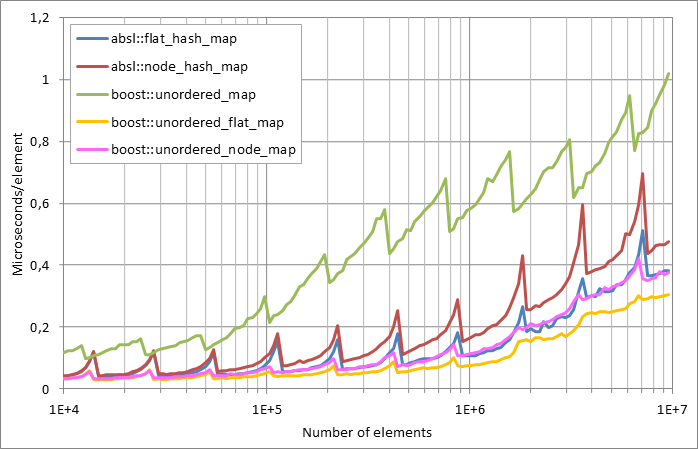 1,2
1
0,8
0,6
0,4
0,2
0
Microseconds/element
absl::flat_hash_map
absl::node_hash_map
boost::unordered_map
boost::unordered_flat_map
boost::unordered_node_map
1E+4
1E+5
1E+6
1E+7
Number of elements